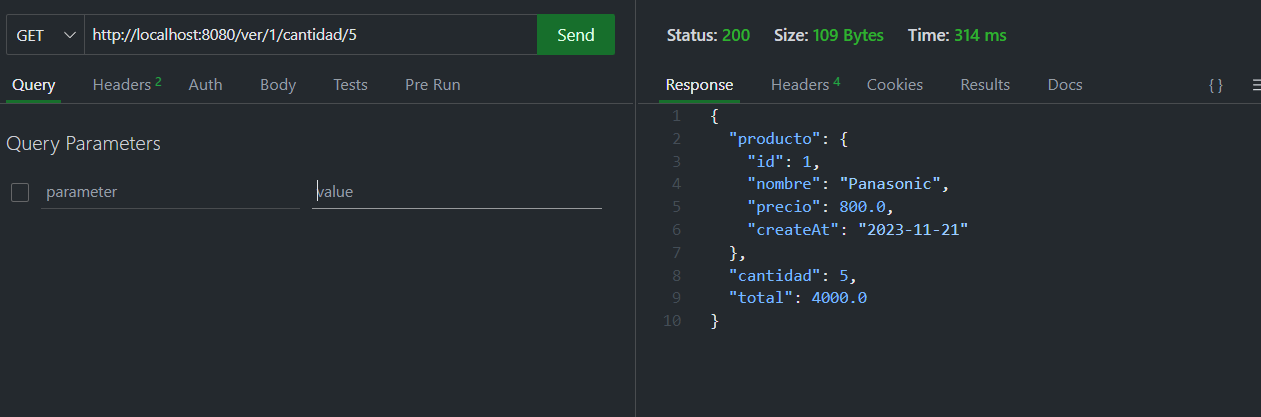 GET http://localhost:8080/ver/1/cantidad/5 Send
Query Headers 2 Auth Body Tests Pre Run
Query Parameters
parameter value
Status: 200 Size: 109 Bytes Time: 314 ms
Response Headers 4 Cookies Results Docs { }
1 {
2 "producto": {
3 "id": 1,
4 "nombre": "Panasonic",
5 "precio": 800.0,
6 "createAt": "2023-11-21"
7 },
8 "cantidad": 5,
9 "total": 4000.0
10 }